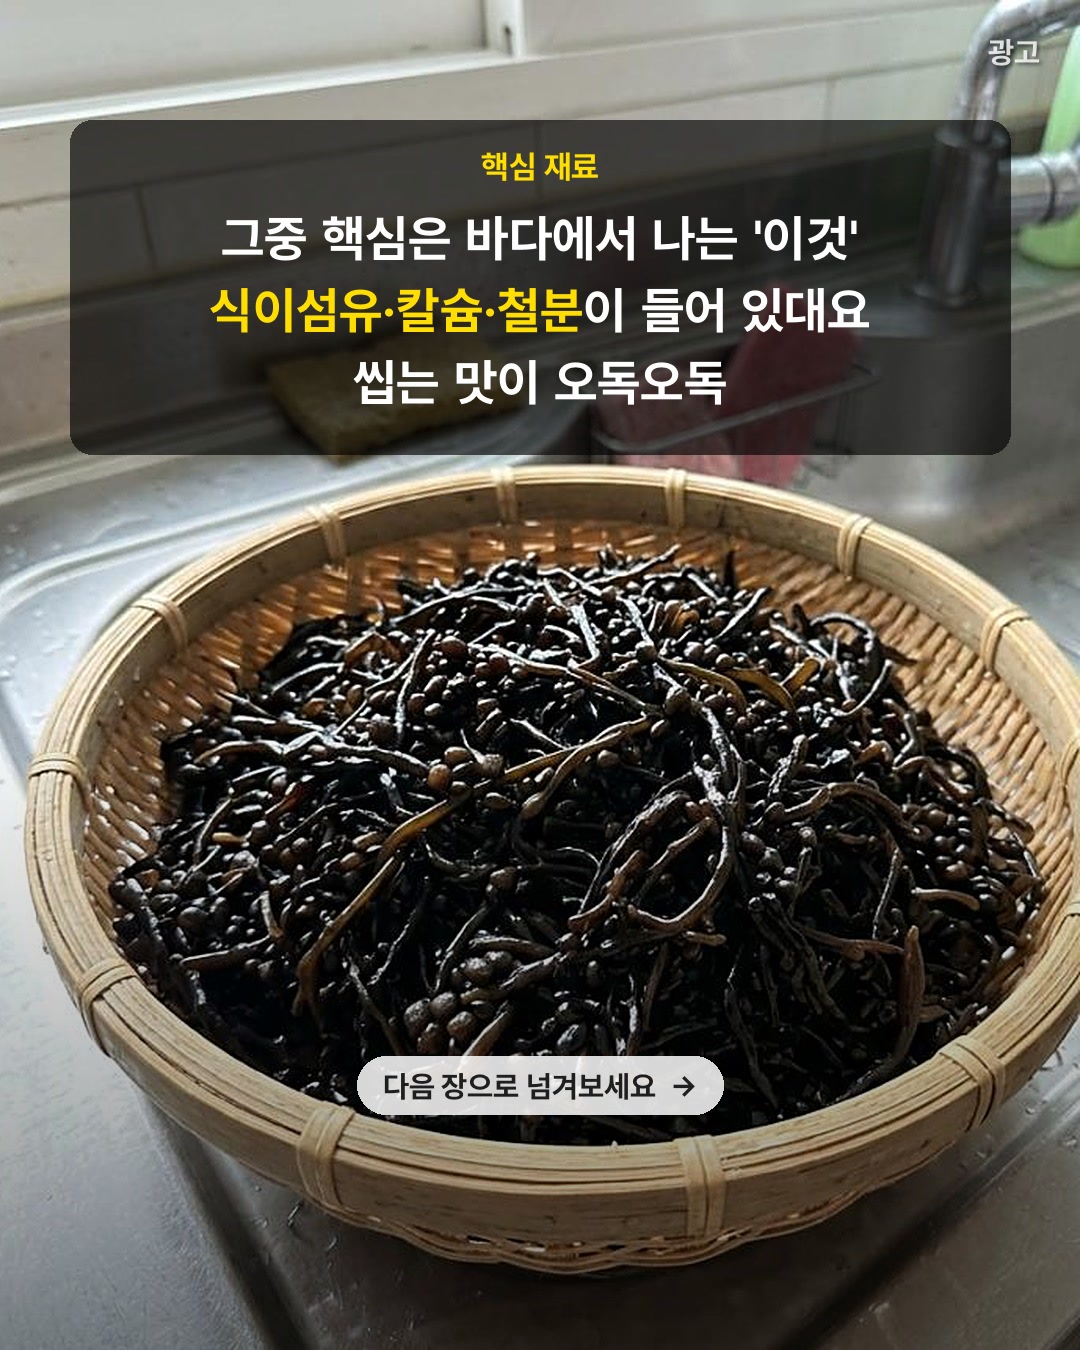 광고
핵심 재료
그중 핵심은 바다에서 나는 '이것'
식이섬유·칼슘·철분이 들어 있대요
씹는 맛이 오독오독
다음 장으로 넘겨보세요 →